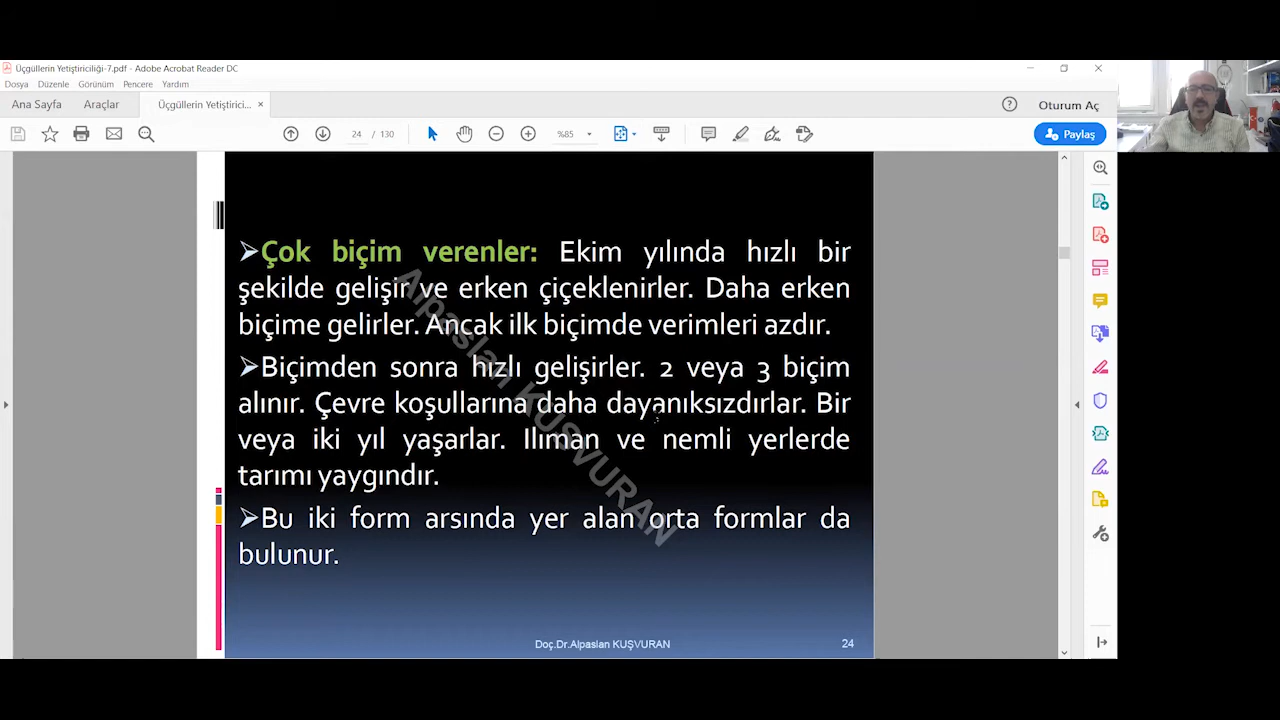 Üçgüllerin Yetiştiriciliği-7.pdf - Adobe Acrobat Reader DC
Dosya Düzenle Görünüm Pencere Yardım
Ana Sayfa Araçlar Üçgüllerin Yetiştirici... × Oturum Aç
24 / 130 %85 Paylaş
Çok biçim verenler: Ekim yılında hızlı bir
şekilde gelişir ve erken çiçeklenirler. Daha erken
biçime gelirler. Ancak ilk biçimde verimleri azdır.
Biçimden sonra hızlı gelişirler. 2 veya 3 biçim
alınır. Çevre koşullarına daha dayanıksızdırlar. Bir
veya iki yıl yaşarlar. Ilıman ve nemli yerlerde
tarımı yaygındır.
Bu iki form arsında yer alan orta formlar da
bulunur.
Alpaslan KUŞVURAN
Doç.Dr.Alpaslan KUŞVURAN 24